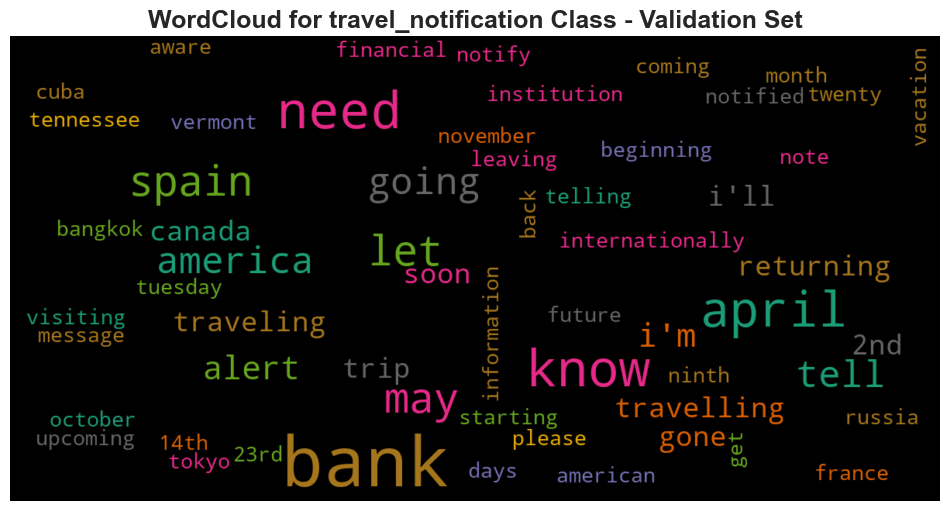 WordCloud for travel_notification Class - Validation Set
aware
financial
notify
coming
month
vacation
cuba
need
institution
notified
twenty
tennessee
vermont
november
leaving
beginning
note
spain
going
back
telling
i'll
bangkok
canada
let
internationally
america
soon
returning
tuesday
information
visiting
message
traveling
future
april
i'm
2nd
alert
trip
know
ninth
tell
may
october
upcoming
starting
travelling
russia
14th
tokyo
23rd
bank
please
gone
get
days
american
france